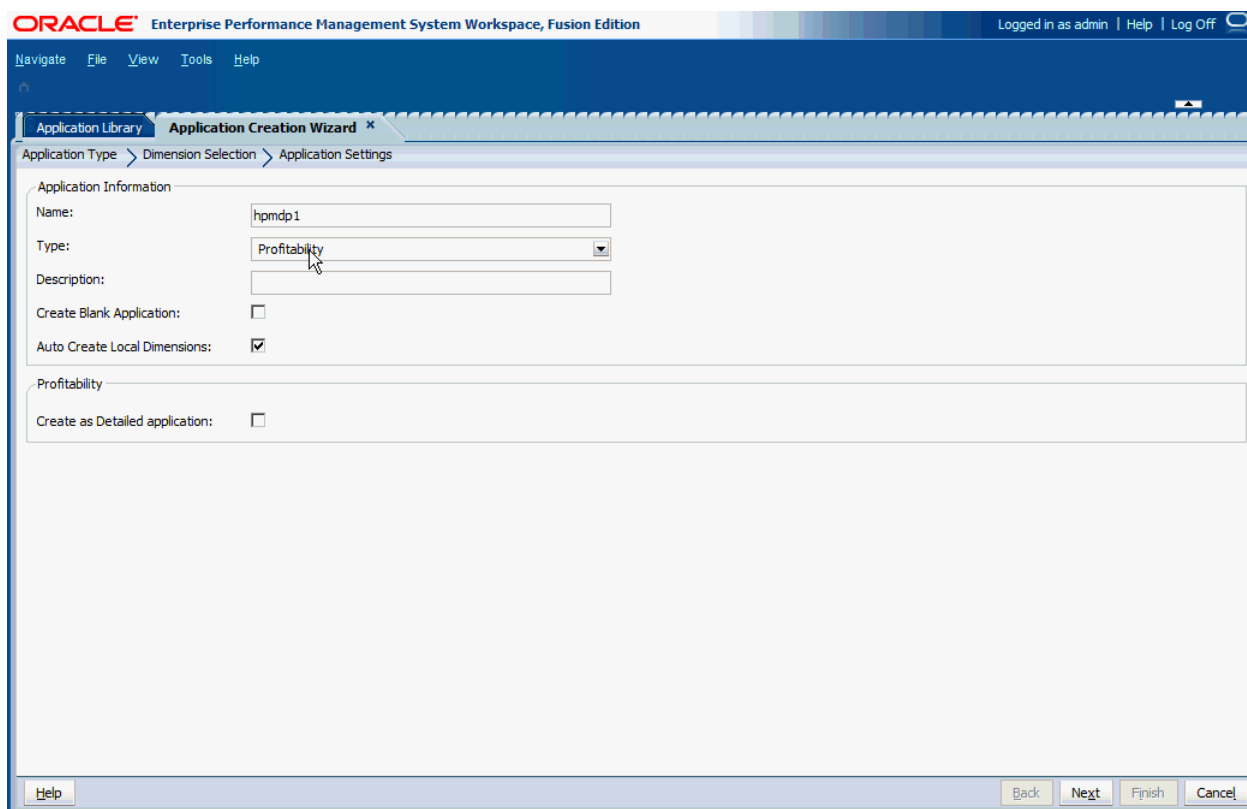 ORACLE Enterprise Performance Management System Workspace, Fusion Edition Logged in as admin | Help | Log Off
Navigate File View Tools Help
Application Library Application Creation Wizard ×
Application Type Dimension Selection Application Settings
Application Information
Name: hpmdp1
Type: Profitability
Description:
Create Blank Application:
Auto Create Local Dimensions:
Profitability
Create as Detailed application:
Help Back Next Finish Cancel